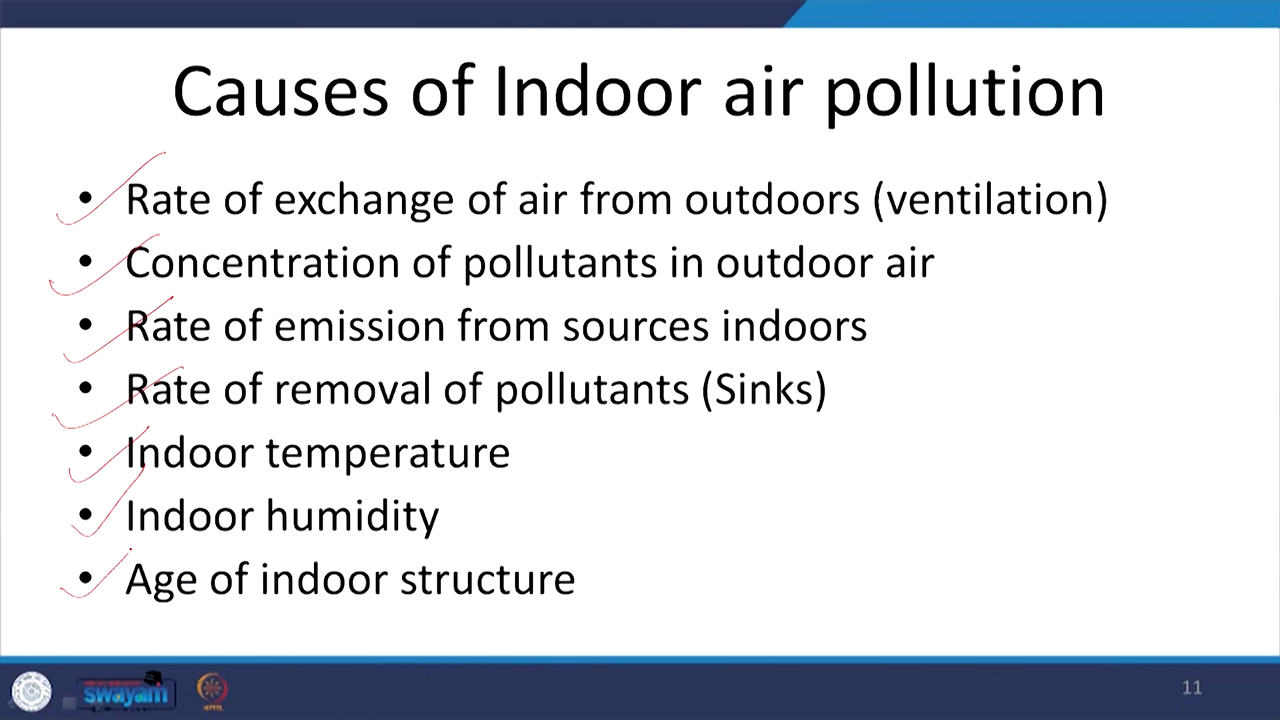 Causes of Indoor air pollution
• Rate of exchange of air from outdoors (ventilation)
• Concentration of pollutants in outdoor air
• Rate of emission from sources indoors
• Rate of removal of pollutants (Sinks)
• Indoor temperature
• Indoor humidity
• Age of indoor structure
swayam
11